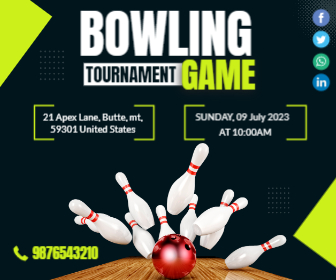 BOWLING
TOURNAMENT GAME
21 Apex Lane, Butte, mt,
59301 United States
SUNDAY, 09 July 2023
AT 10:00AM
9876543210